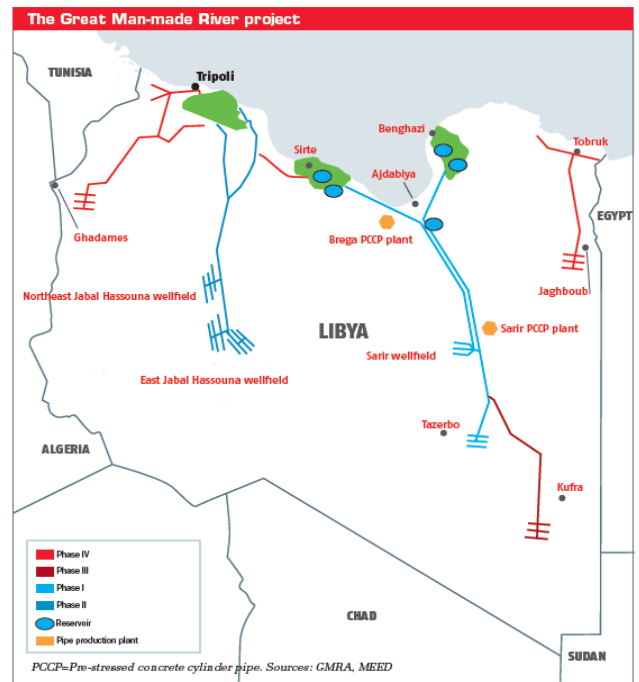 The Great Man-made River project
TUNISIA
Tripoli
Benghazi
Sirte
Tobruk
Ajdabiya
EGYPT
Ghadames
Brega PCCP plant
Jaghboub
Northeast Jabal Hassouna wellfield
LIBYA
Sarir PCCP plant
Sarir wellfield
East Jabal Hassouna wellfield
Tazerbo
ALGERIA
Kufra
Phase IV
Phase III
Phase I
Phase II
Reservoir
Pipe production plant
CHAD
SUDAN
PCCP=Pre-stressed concrete cylinder pipe. Sources: GMRA, MEED